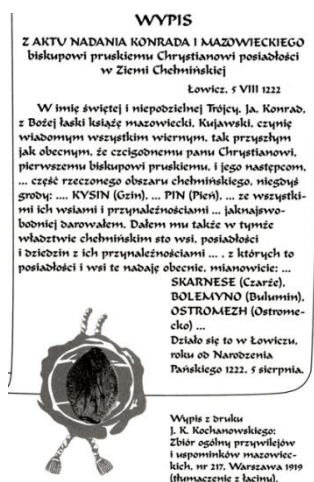 WYPIS
Z AKTU NADANIA KONRADA I MAZOWIECKIEGO
biskupowi pruskiemu Chrystianowi posiadłości
w Ziemi Chełmińskiej
Łowicz, 5 VIII 1222
W imię świętej i niepodzielnej Trójcy. Ja, Konrad,
z Bożej łaski książę mazowiecki, Kujawski, czynię
wiadomym wszystkim wiernym, tak przyszłym
jak obecnym, że czcigodnemu panu Chrystianowi,
pierwszemu biskupowi pruskiemu, i jego następcom,
... część rzeczonego obszaru chełmińskiego, niegdyś
grody: .... KYSIN (Gzin), ... PIN (Pień), ... ze wszystki-
mi ich wsiami i przynależnościami ... jaknajswo-
bodniej darowałem. Dałem mu także w tymże
władztwie chełmińskim sto wsi, posiadłości
i dziedzin z ich przynależnościami ... , z których to
posiadłości i wsi te nadaję obecnie, mianowicie: ...
SKARNESE (Czarże),
BOLEMYNO (Bulumin),
OSTROMEZH (Ostrome-
cko) ...
Działo się to w Łowiczu,
roku od Narodzenia
Pańskiego 1222, 5 sierpnia.
Wypis z druku
J. K. Kochanowskiego:
Zbiór ogólny przywilejów
i uspominków mazowiec-
kich, nr 217, Warszawa 1919
(tłumaczenie z łaciny).